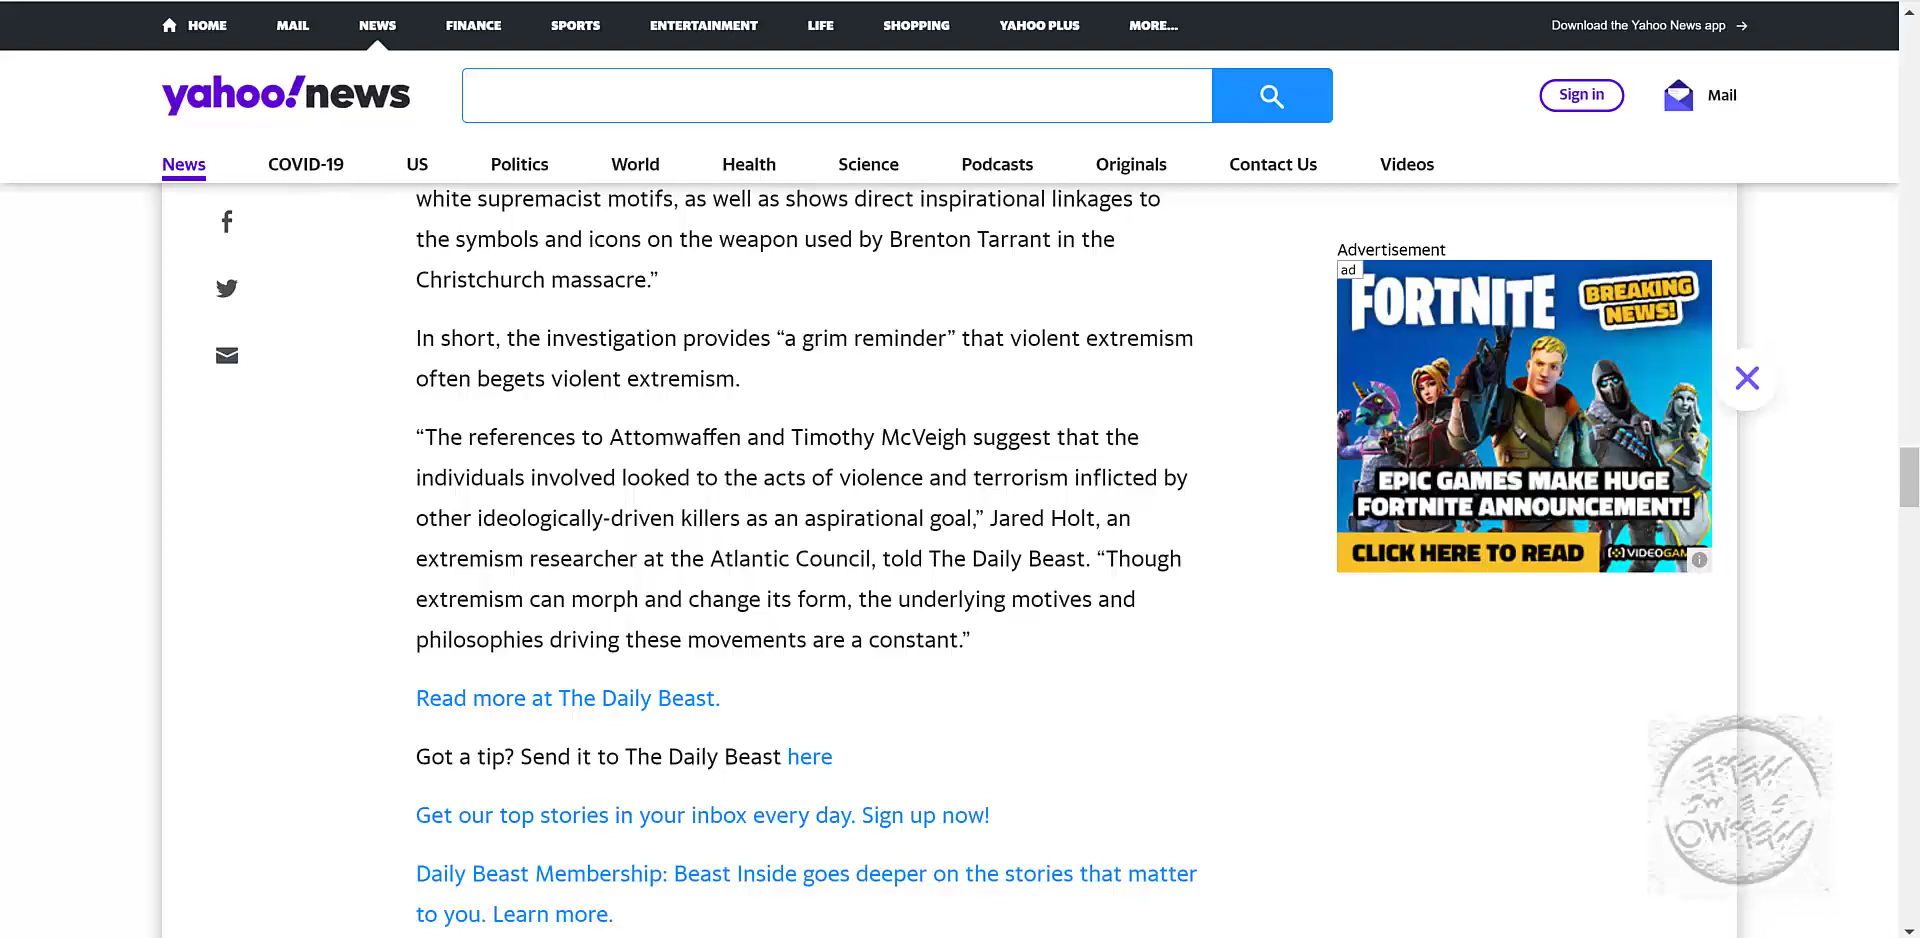 HOME MAIL NEWS FINANCE SPORTS ENTERTAINMENT LIFE SHOPPING YAHOO PLUS MORE... Download the Yahoo News app →
yahoo!news
Sign in Mail
News COVID-19 US Politics World Health Science Podcasts Originals Contact Us Videos
white supremacist motifs, as well as shows direct inspirational linkages to
the symbols and icons on the weapon used by Brenton Tarrant in the
Christchurch massacre.”
In short, the investigation provides “a grim reminder” that violent extremism
often begets violent extremism.
“The references to Attomwaffen and Timothy McVeigh suggest that the
individuals involved looked to the acts of violence and terrorism inflicted by
other ideologically-driven killers as an aspirational goal,” Jared Holt, an
extremism researcher at the Atlantic Council, told The Daily Beast. “Though
extremism can morph and change its form, the underlying motives and
philosophies driving these movements are a constant.”
Read more at The Daily Beast.
Got a tip? Send it to The Daily Beast here
Get our top stories in your inbox every day. Sign up now!
Daily Beast Membership: Beast Inside goes deeper on the stories that matter
to you. Learn more.
Advertisement
ad
FORTNITE
BREAKING
NEWS!
EPIC GAMES MAKE HUGE
FORTNITE ANNOUNCEMENT!
CLICK HERE TO READ